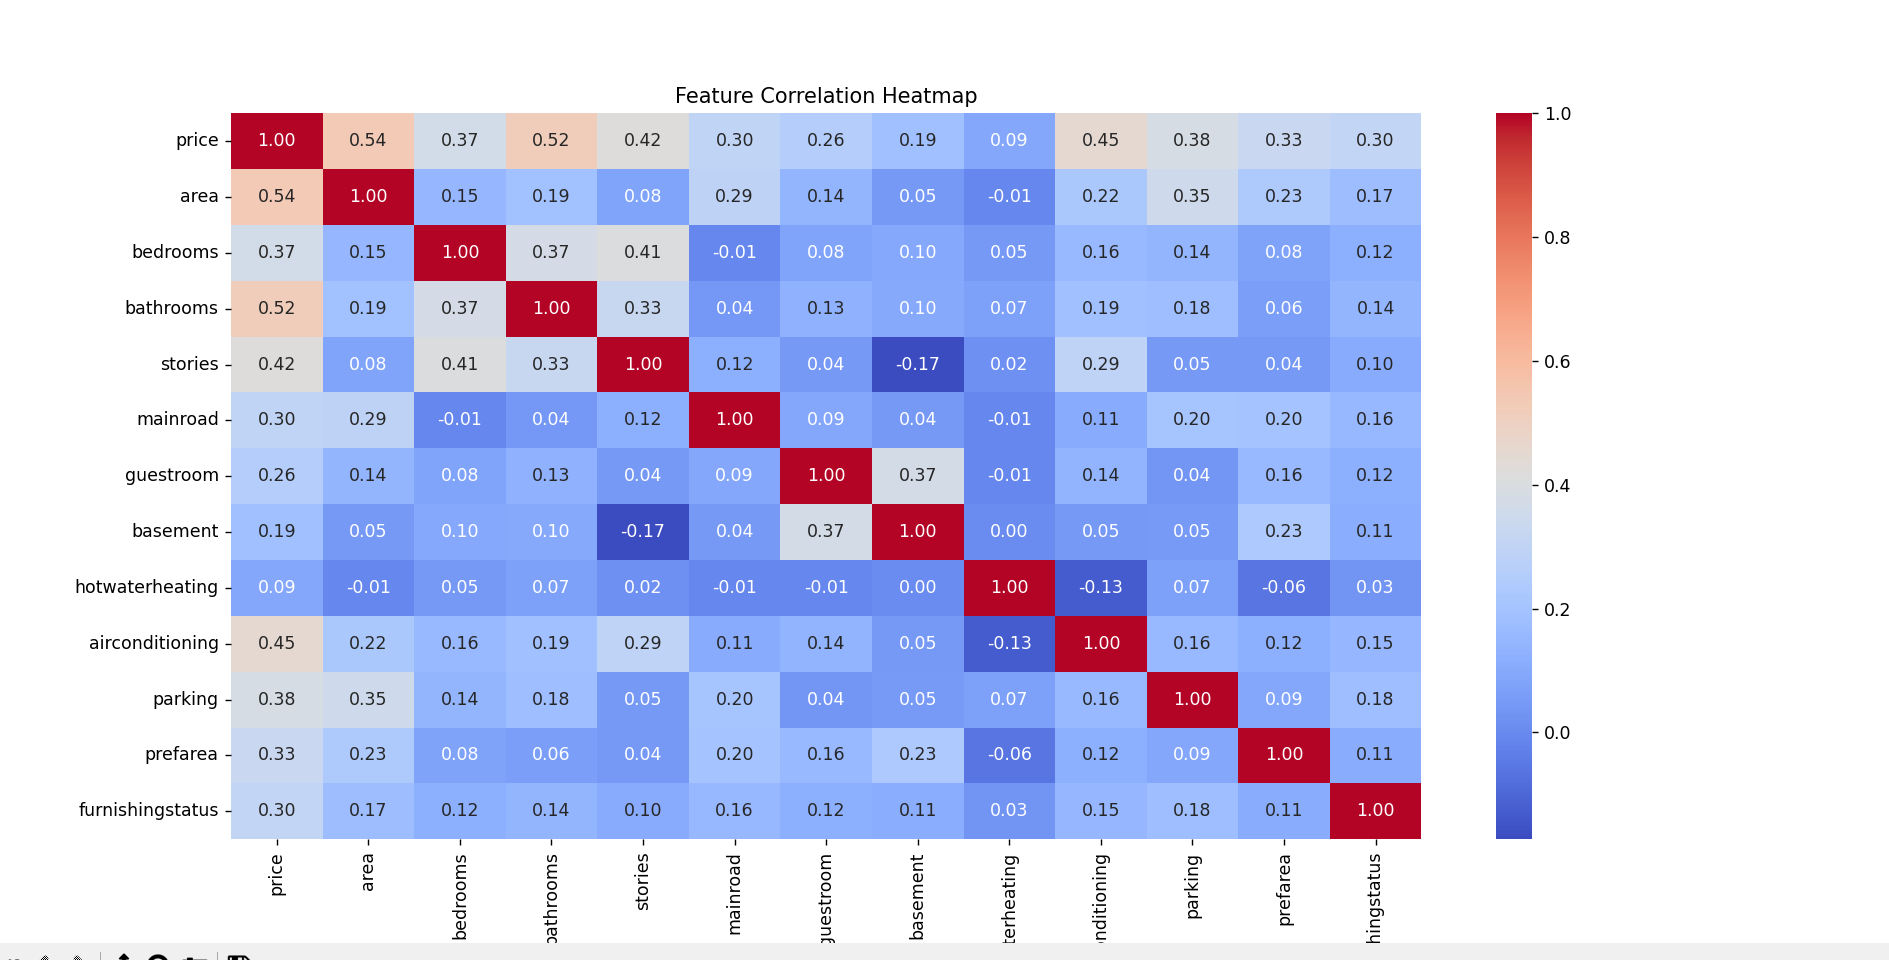 Feature Correlation Heatmap
price 1.00 0.54 0.37 0.52 0.42 0.30 0.26 0.19 0.09 0.45 0.38 0.33 0.30
area 0.54 1.00 0.15 0.19 0.08 0.29 0.14 0.05 -0.01 0.22 0.35 0.23 0.17
bedrooms 0.37 0.15 1.00 0.37 0.41 -0.01 0.08 0.10 0.05 0.16 0.14 0.08 0.12
bathrooms 0.52 0.19 0.37 1.00 0.33 0.04 0.13 0.10 0.07 0.19 0.18 0.06 0.14
stories 0.42 0.08 0.41 0.33 1.00 0.12 0.04 -0.17 0.02 0.29 0.05 0.04 0.10
mainroad 0.30 0.29 -0.01 0.04 0.12 1.00 0.09 0.04 -0.01 0.11 0.20 0.20 0.16
guestroom 0.26 0.14 0.08 0.13 0.04 0.09 1.00 0.37 -0.01 0.14 0.04 0.16 0.12
basement 0.19 0.05 0.10 0.10 -0.17 0.04 0.37 1.00 0.00 0.05 0.05 0.23 0.11
hotwaterheating 0.09 -0.01 0.05 0.07 0.02 -0.01 -0.01 0.00 1.00 -0.13 0.07 -0.06 0.03
airconditioning 0.45 0.22 0.16 0.19 0.29 0.11 0.14 0.05 -0.13 1.00 0.16 0.12 0.15
parking 0.38 0.35 0.14 0.18 0.05 0.20 0.04 0.05 0.07 0.16 1.00 0.09 0.18
prefarea 0.33 0.23 0.08 0.06 0.04 0.20 0.16 0.23 -0.06 0.12 0.09 1.00 0.11
furnishingstatus 0.30 0.17 0.12 0.14 0.10 0.16 0.12 0.11 0.03 0.15 0.18 0.11 1.00
price area bedrooms bathrooms stories mainroad guestroom basement terheating onditioning parking prefarea hingstatus
1.0
0.8
0.6
0.4
0.2
0.0